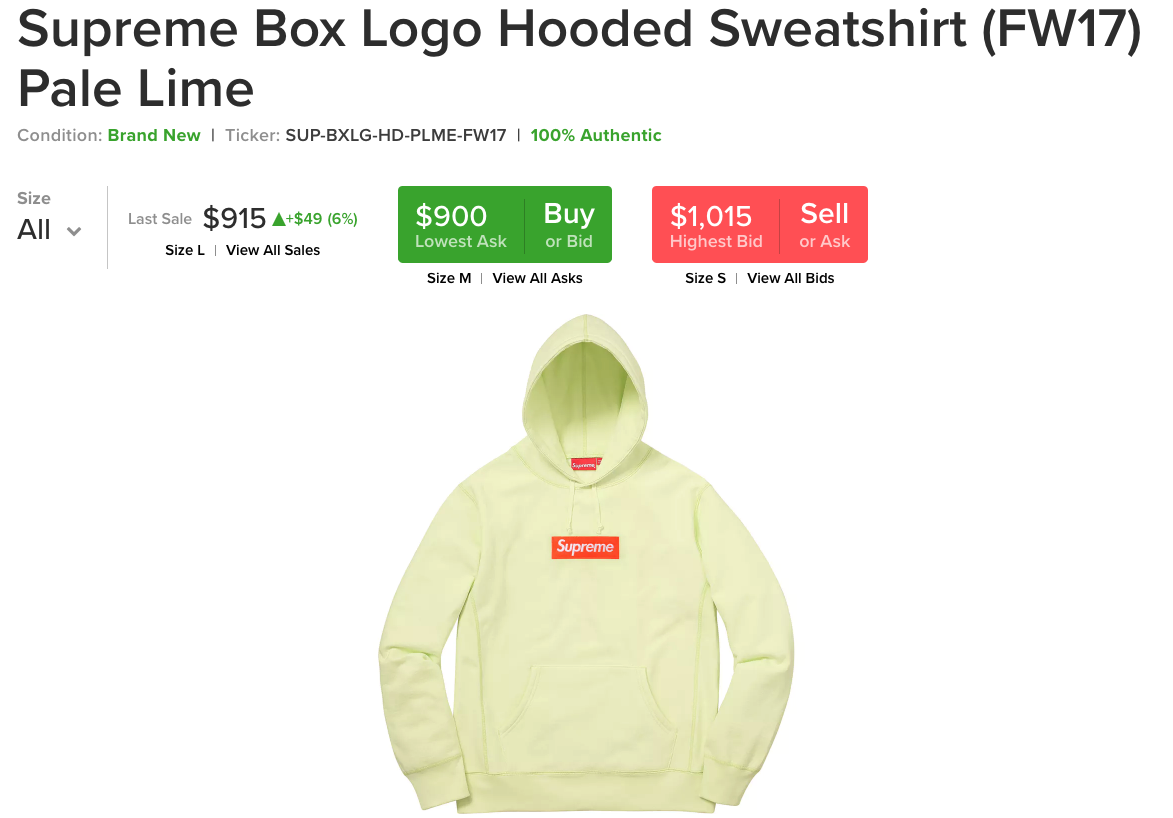 Supreme Box Logo Hooded Sweatshirt (FW17)
Pale Lime
Condition: Brand New | Ticker: SUP-BXLG-HD-PLME-FW17 | 100% Authentic
Size
All
Last Sale $915 ▲+$49 (6%)
Size L | View All Sales
$900 Buy
Lowest Ask or Bid
Size M | View All Asks
$1,015 Sell
Highest Bid or Ask
Size S | View All Bids
Supreme
Supreme